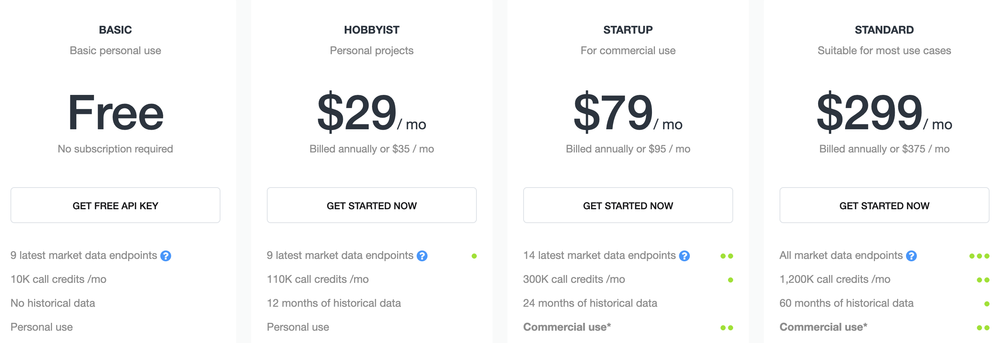 BASIC
Basic personal use
Free
No subscription required
GET FREE API KEY
9 latest market data endpoints ?
10K call credits /mo
No historical data
Personal use
HOBBYIST
Personal projects
$29/ mo
Billed annually or $35 / mo
GET STARTED NOW
9 latest market data endpoints ?
110K call credits /mo
12 months of historical data
Personal use
STARTUP
For commercial use
$79/ mo
Billed annually or $95 / mo
GET STARTED NOW
14 latest market data endpoints ?
300K call credits /mo
24 months of historical data
Commercial use*
STANDARD
Suitable for most use cases
$299/ mo
Billed annually or $375 / mo
GET STARTED NOW
All market data endpoints ?
1,200K call credits /mo
60 months of historical data
Commercial use*